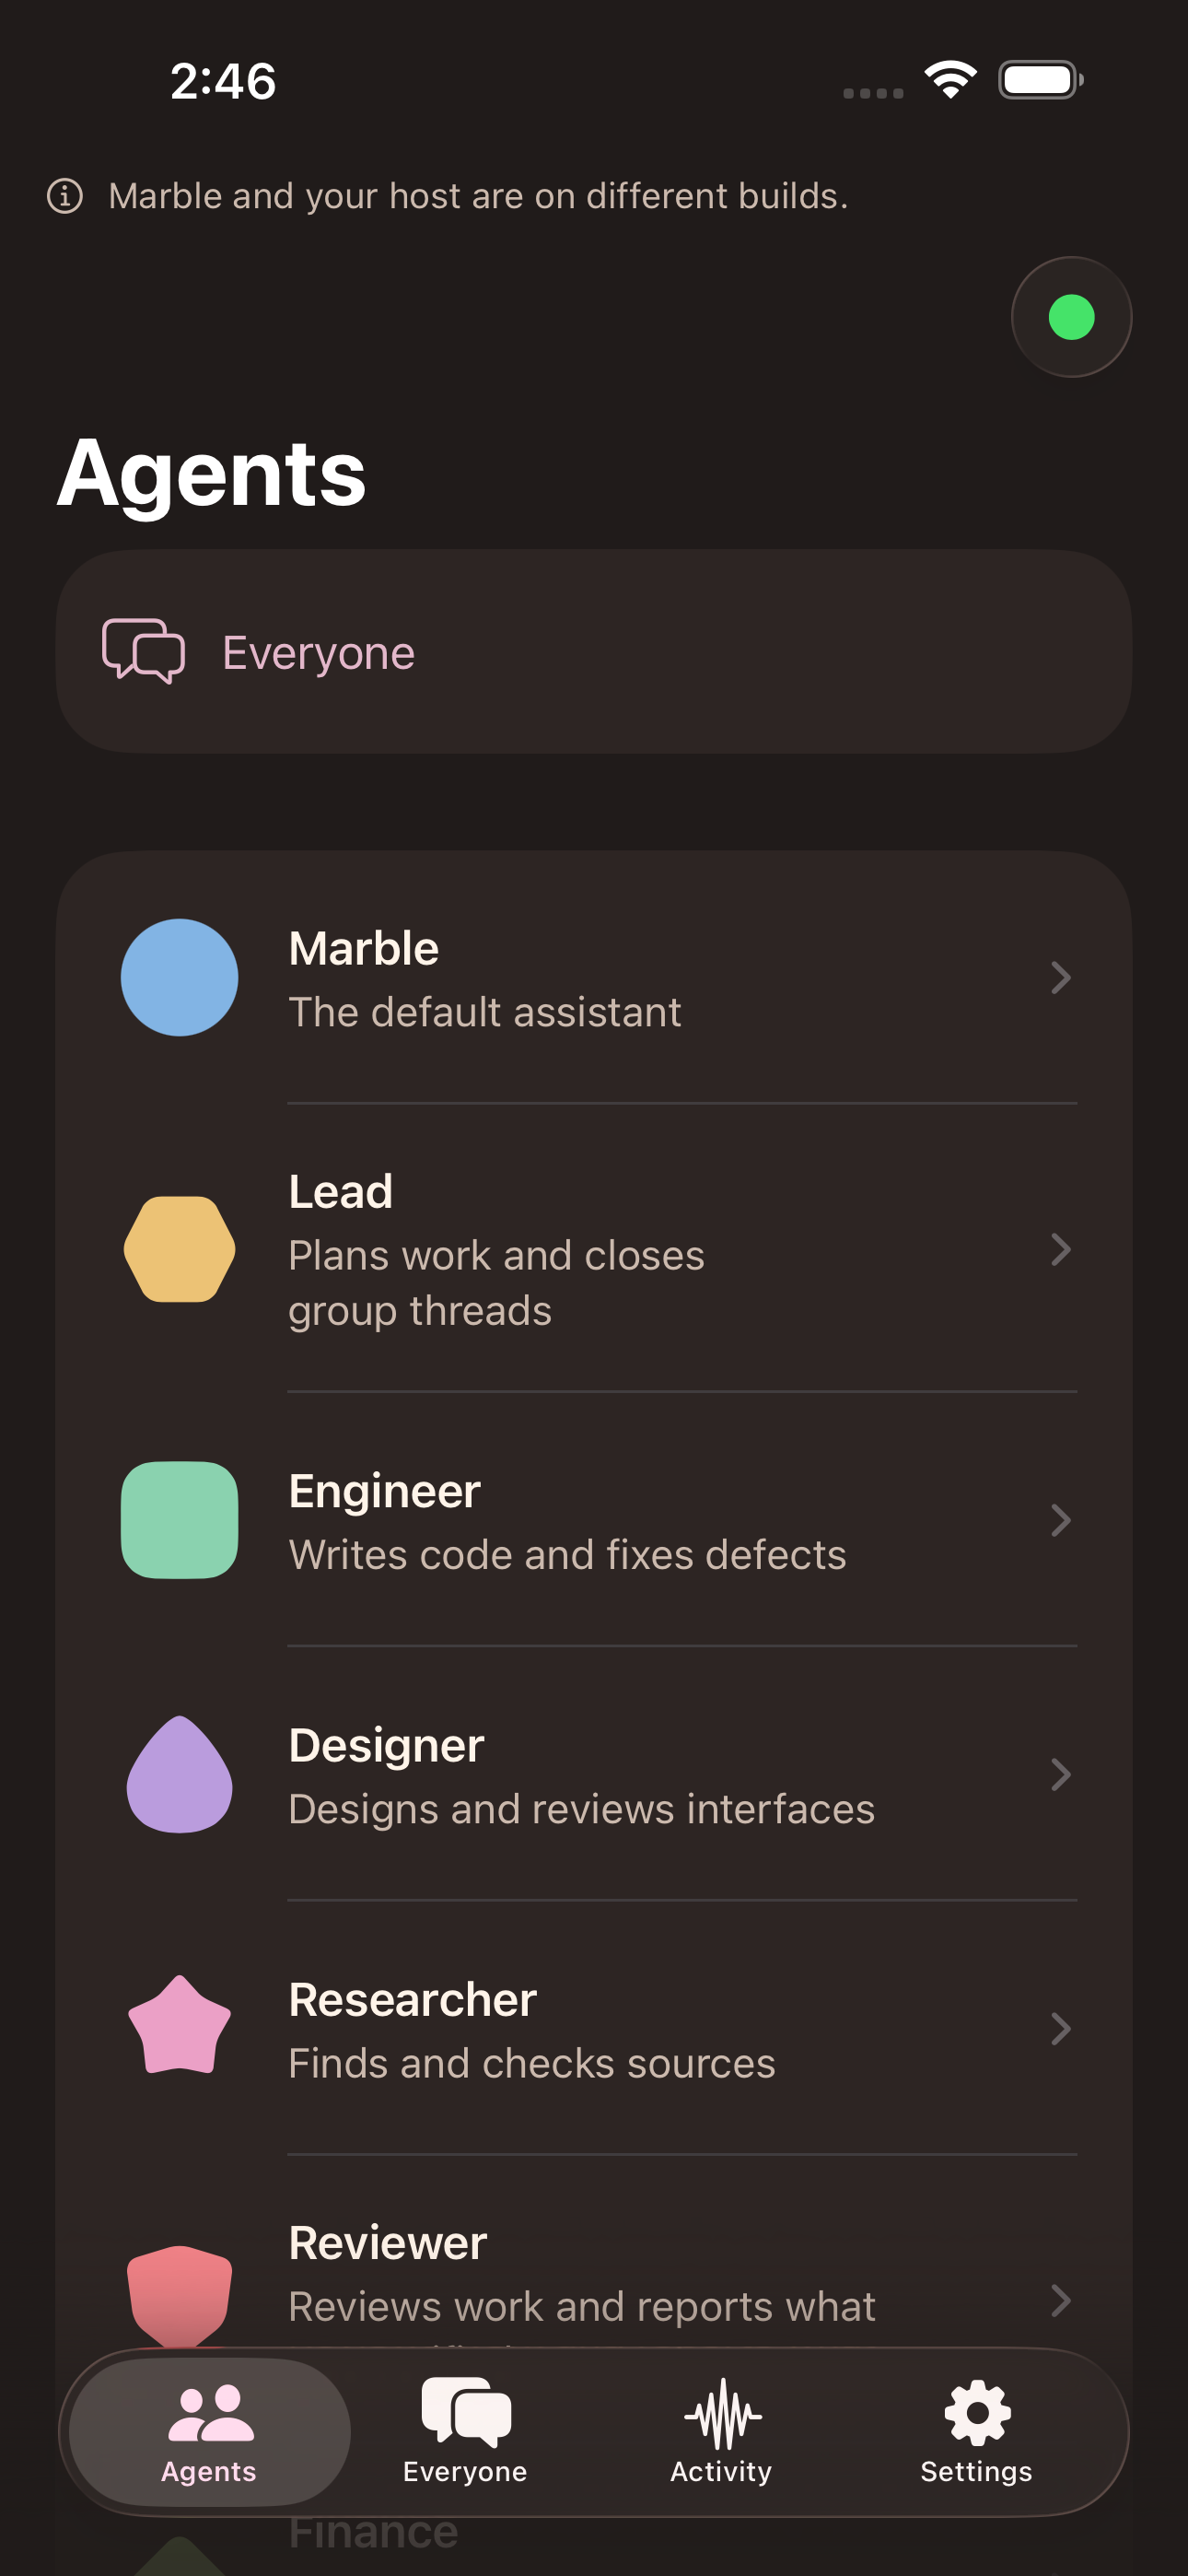 2:46
Marble and your host are on different builds.
Agents
Everyone
Marble
The default assistant
Lead
Plans work and closes
group threads
Engineer
Writes code and fixes defects
Designer
Designs and reviews interfaces
Researcher
Finds and checks sources
Reviewer
Reviews work and reports what
Agents
Everyone
Activity
Settings
Finance